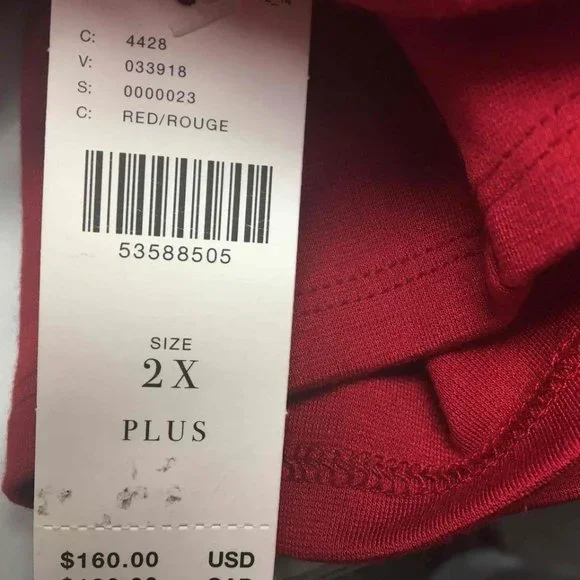 C: 4428
V: 033918
S: 0000023
C: RED/ROUGE
53588505
SIZE
2X
PLUS
$160.00 USD